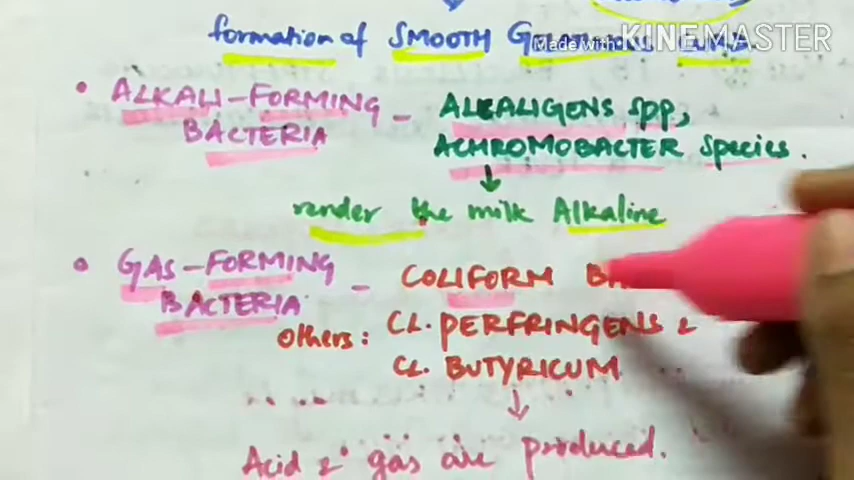 formation of SMOOTH
Made with KINEMASTER
• ALKALI-FORMING BACTERIA - ALCALIGENS spp,
ACHROMOBACTER species.
↓
render the milk Alkaline
• GAS-FORMING BACTERIA - COLIFORM
others: CL. PERFRINGENS &
CL. BUTYRICUM
↓
Acid & gas are produced.